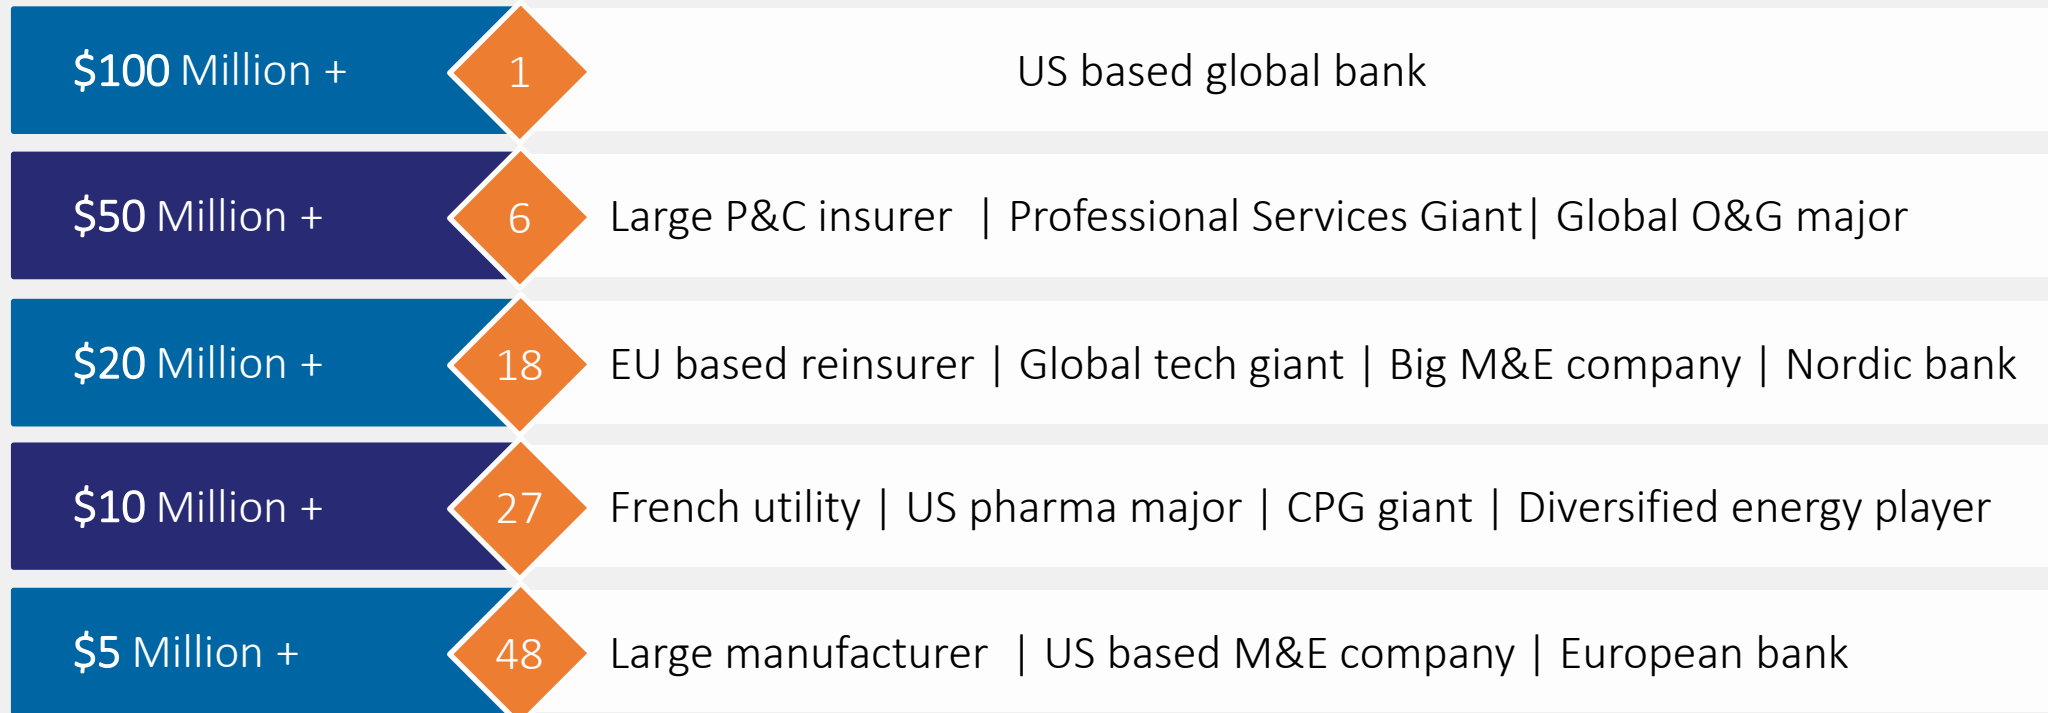 $100 Million + 1 US based global bank
$50 Million + 6 Large P&C insurer | Professional Services Giant| Global O&G major
$20 Million + 18 EU based reinsurer | Global tech giant | Big M&E company | Nordic bank
$10 Million + 27 French utility | US pharma major | CPG giant | Diversified energy player
$5 Million + 48 Large manufacturer | US based M&E company | European bank